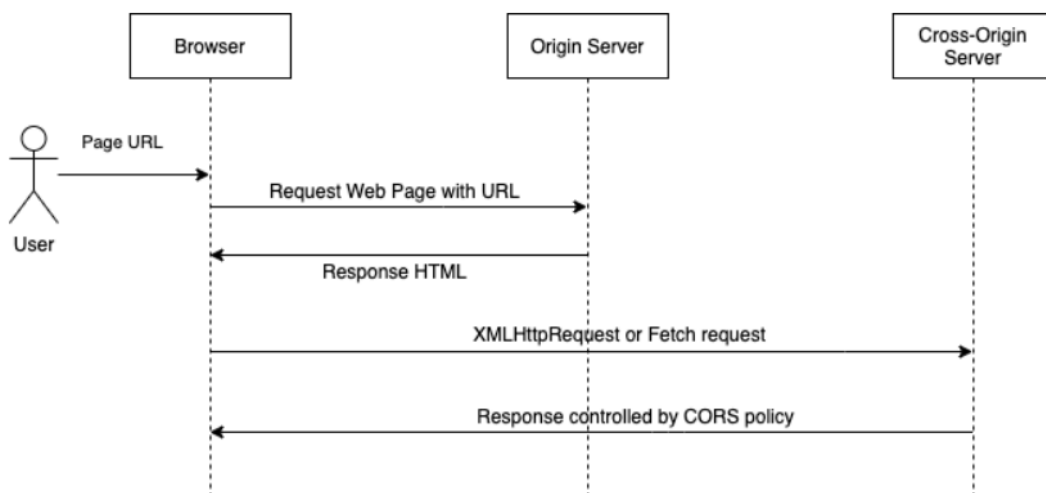 Browser
Origin Server
Cross-Origin
Server
Page URL
Request Web Page with URL
User
Response HTML
XMLHttpRequest or Fetch request
Response controlled by CORS policy